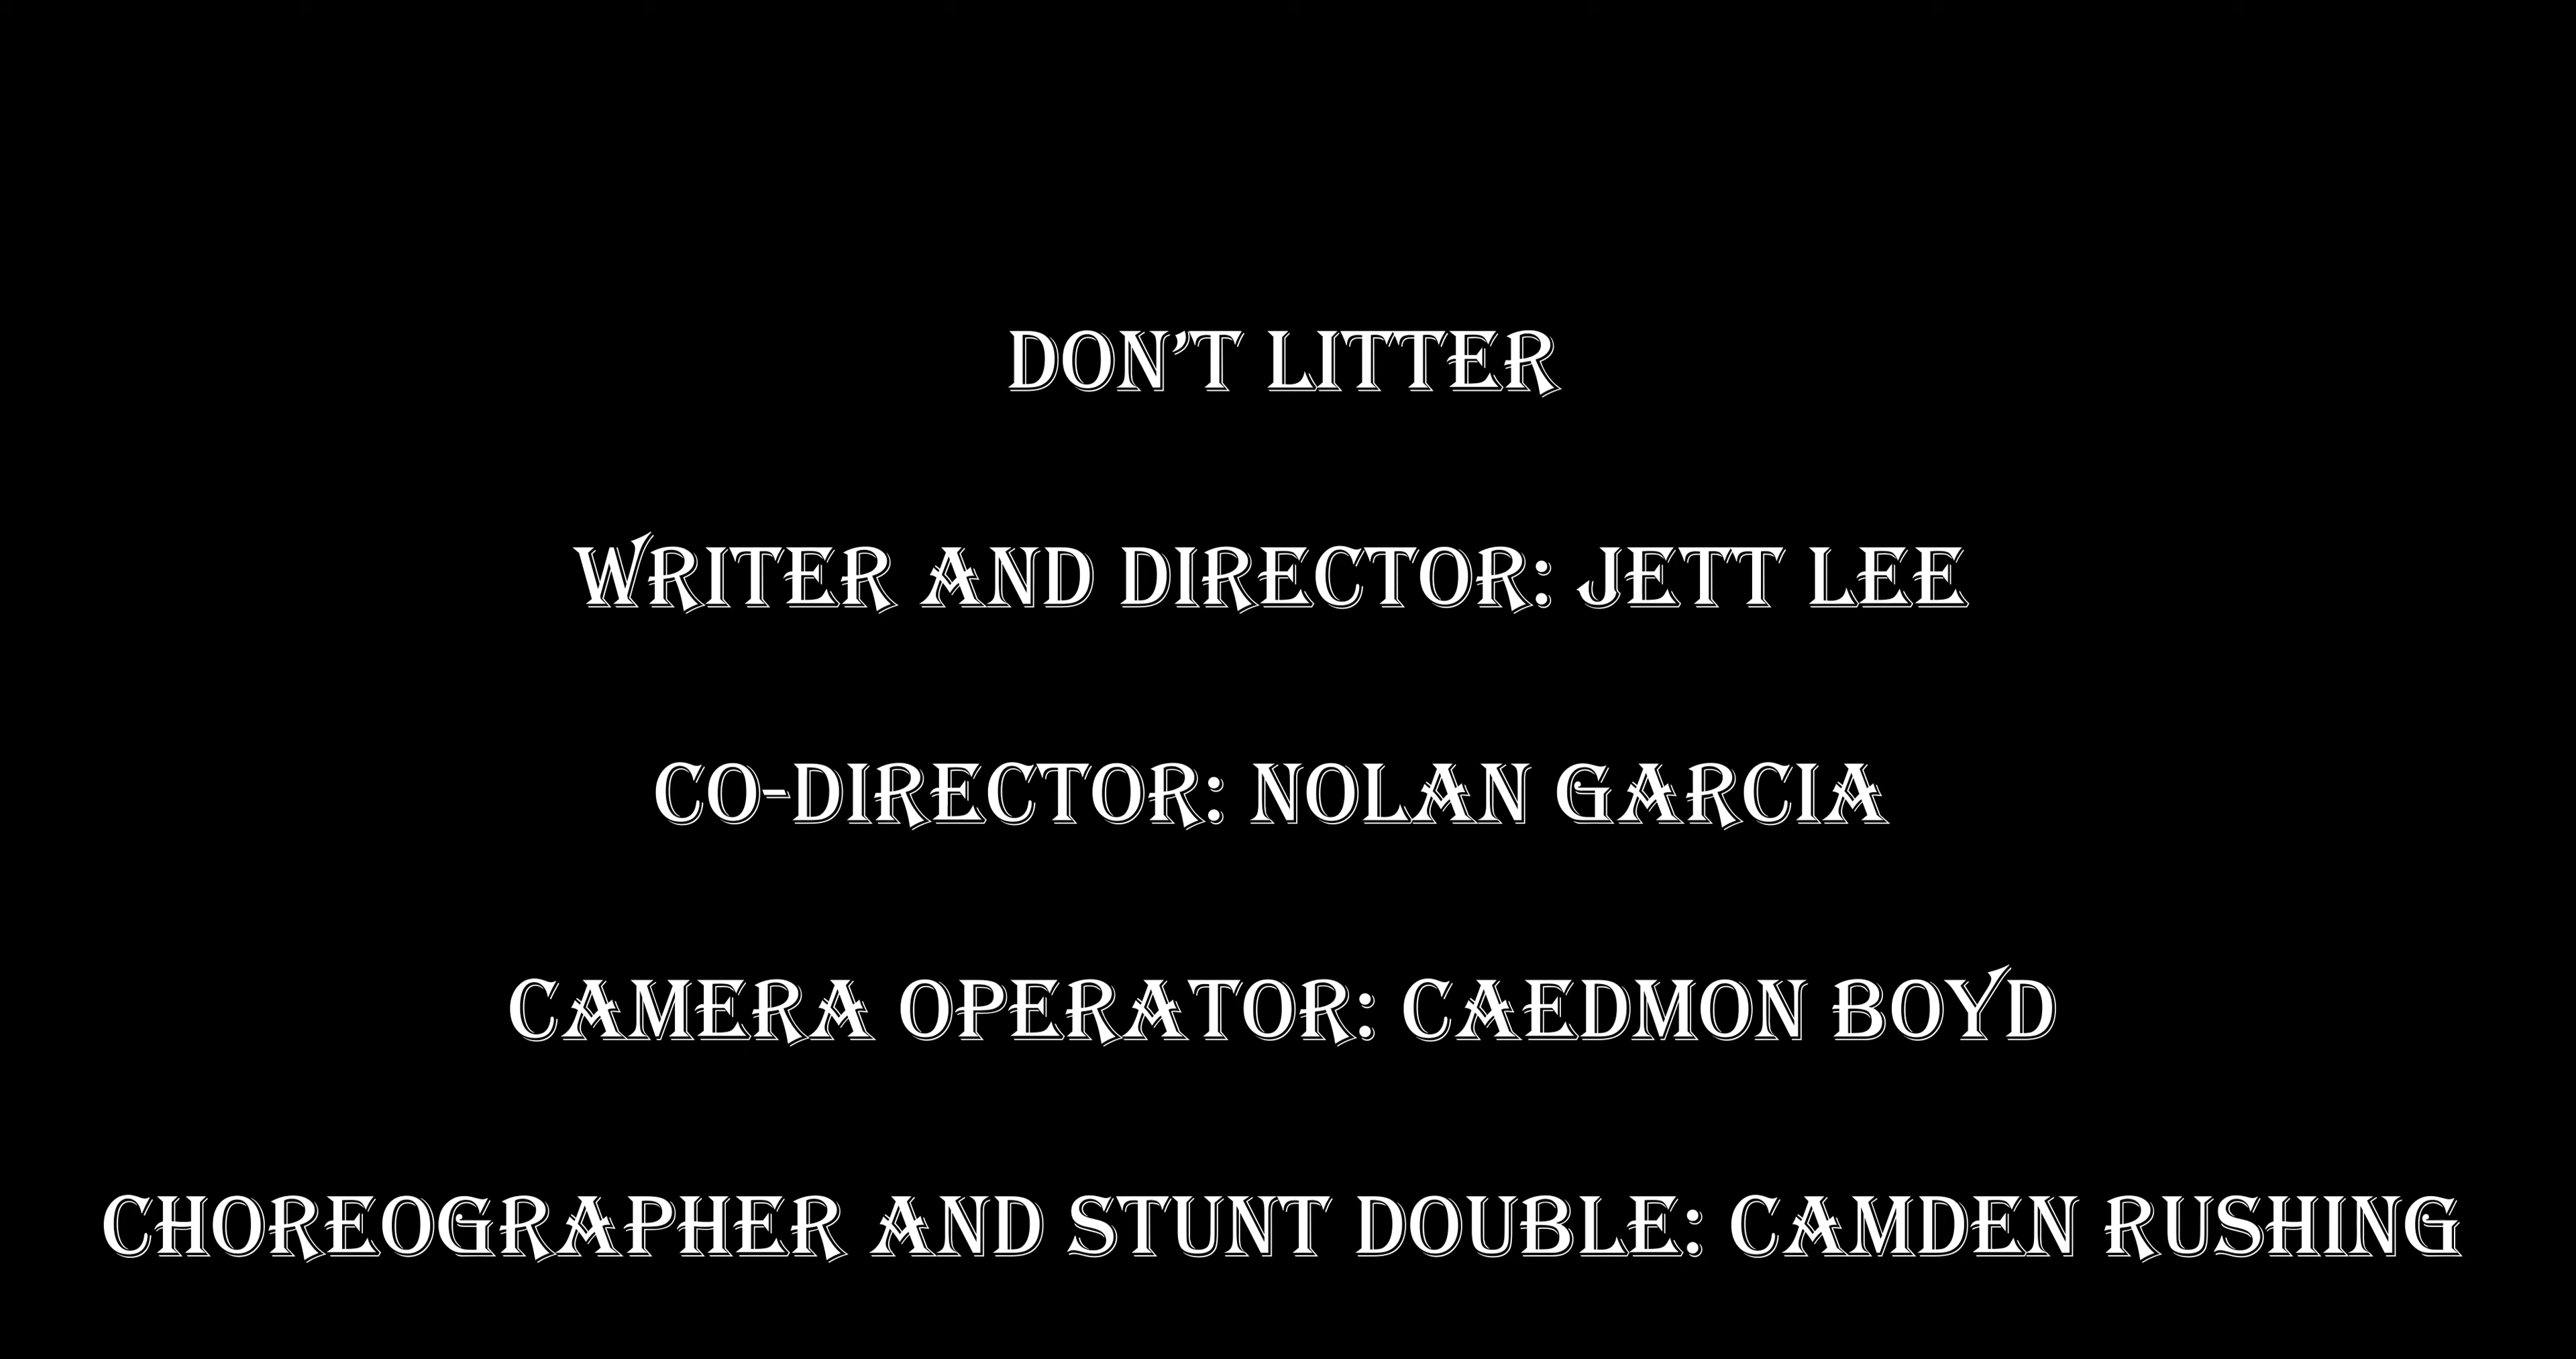 DON'T LITTER
WRITER AND DIRECTOR: JETT LEE
CO-DIRECTOR: NOLAN GARCIA
CAMERA OPERATOR: CAEDMON BOYD
CHOREOGRAPHER AND STUNT DOUBLE: CAMDEN RUSHING